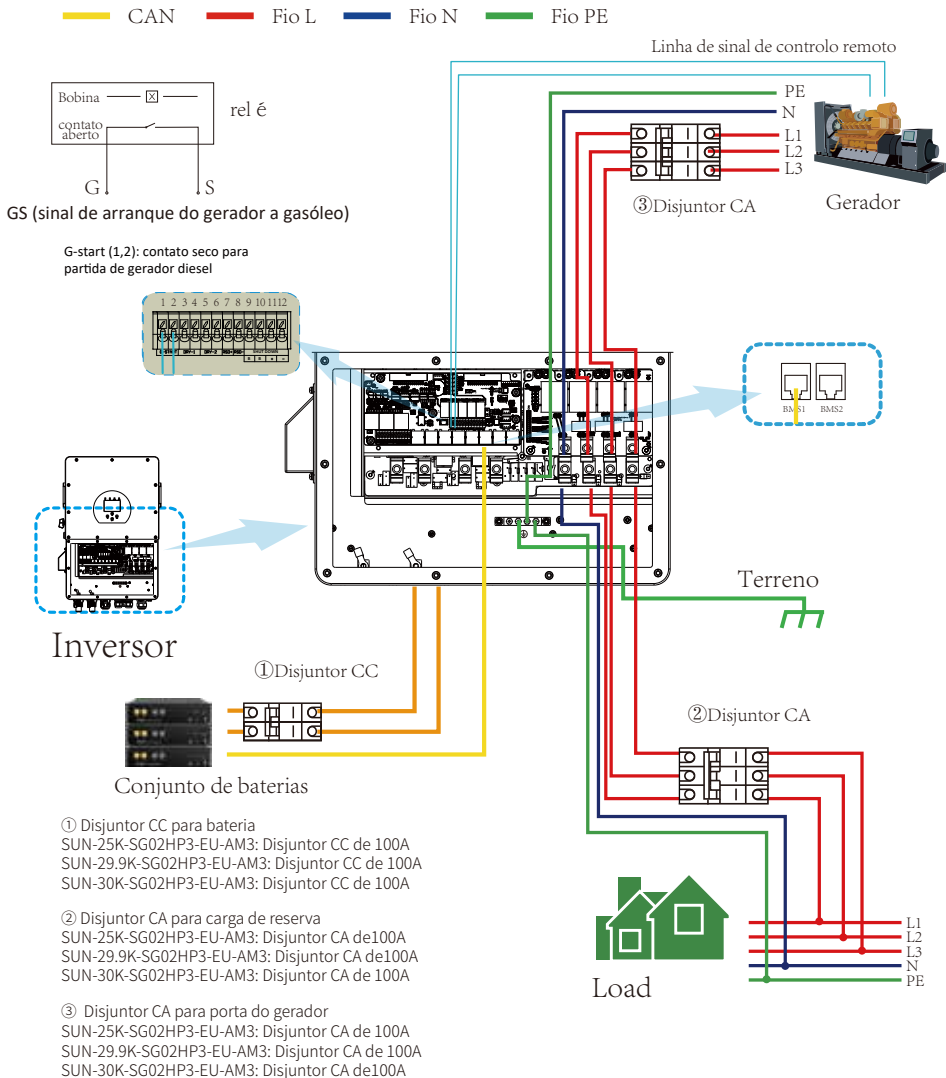 CAN Fio L Fio N Fio PE
Linha de sinal de controlo remoto
Bobina
contato
aberto
rel é
G S
GS (sinal de arranque do gerador a gasóleo)
PE
N
L1
L2
L3
③Disjuntor CA
Gerador
G-start (1,2): contato seco para
partida de gerador diesel
1 2 3 4 5 6 7 8 9 10 11 12
BMS1 BMS2
Inversor
Terreno
①Disjuntor CC
②Disjuntor CA
Conjunto de baterias
① Disjuntor CC para bateria
SUN-25K-SG02HP3-EU-AM3: Disjuntor CC de 100A
SUN-29.9K-SG02HP3-EU-AM3: Disjuntor CC de 100A
SUN-30K-SG02HP3-EU-AM3: Disjuntor CC de 100A
② Disjuntor CA para carga de reserva
SUN-25K-SG02HP3-EU-AM3: Disjuntor CA de100A
SUN-29.9K-SG02HP3-EU-AM3: Disjuntor CA de100A
SUN-30K-SG02HP3-EU-AM3: Disjuntor CA de 100A
③ Disjuntor CA para porta do gerador
SUN-25K-SG02HP3-EU-AM3: Disjuntor CA de 100A
SUN-29.9K-SG02HP3-EU-AM3: Disjuntor CA de 100A
SUN-30K-SG02HP3-EU-AM3: Disjuntor CA de100A
Load
L1
L2
L3
N
PE